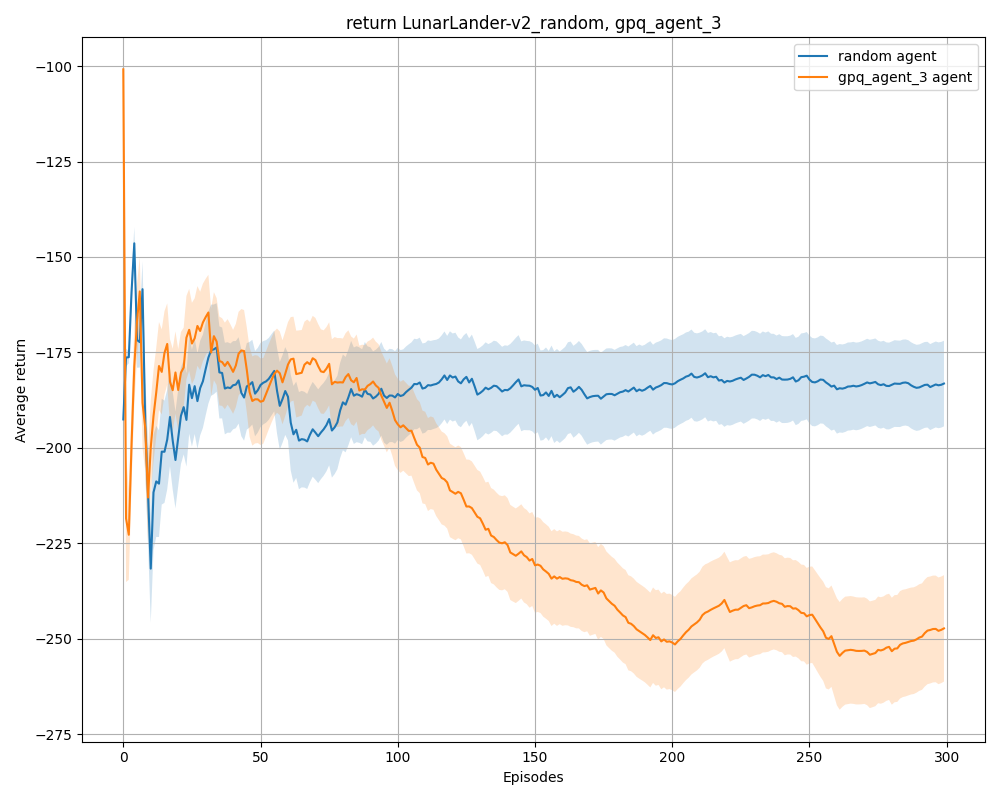 return LunarLander-v2_random, gpq_agent_3
random agent
gpq_agent_3 agent
Average return
−100
−125
−150
−175
−200
−225
−250
−275
0 50 100 150 200 250 300
Episodes